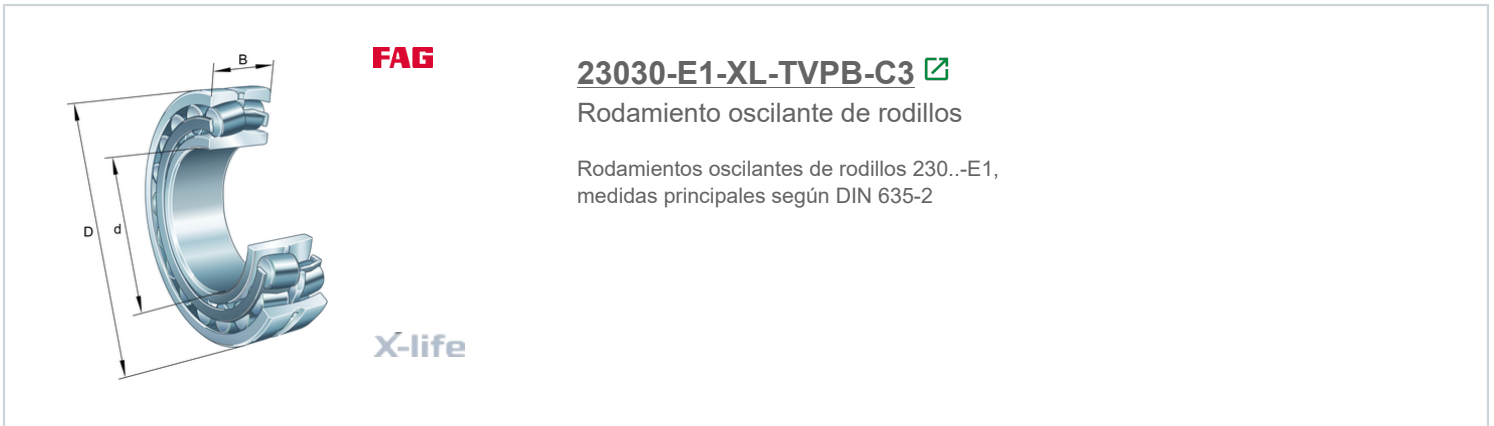 B
D
d
FAG
X-life
23030-E1-XL-TVPB-C3
Rodamiento oscilante de rodillos
Rodamientos oscilantes de rodillos 230..-E1,
medidas principales según DIN 635-2